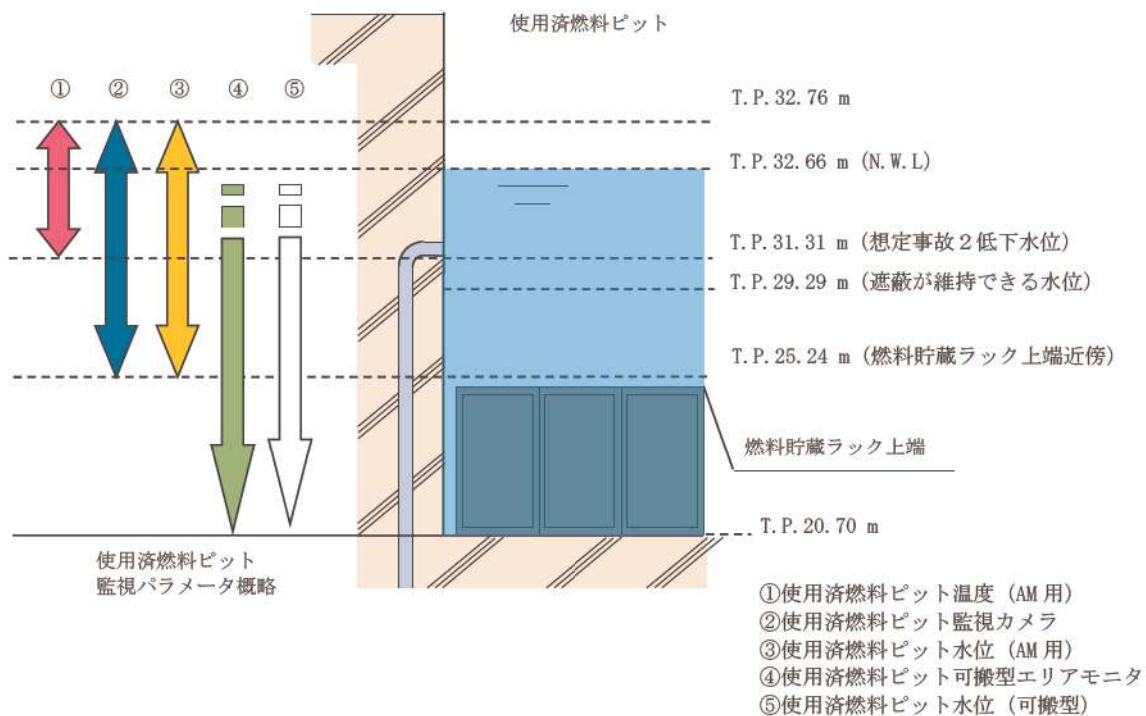 使用済燃料ピット
① ② ③ ④ ⑤
T.P.32.76 m
T.P.32.66 m (N.W.L)
T.P.31.31 m (想定事故２低下水位)
T.P.29.29 m (遮蔽が維持できる水位)
T.P.25.24 m (燃料貯蔵ラック上端近傍)
燃料貯蔵ラック上端
T.P.20.70 m
使用済燃料ピット
監視パラメータ概略
①使用済燃料ピット温度 (AM 用)
②使用済燃料ピット監視カメラ
③使用済燃料ピット水位 (AM 用)
④使用済燃料ピット可搬型エリアモニタ
⑤使用済燃料ピット水位 (可搬型)